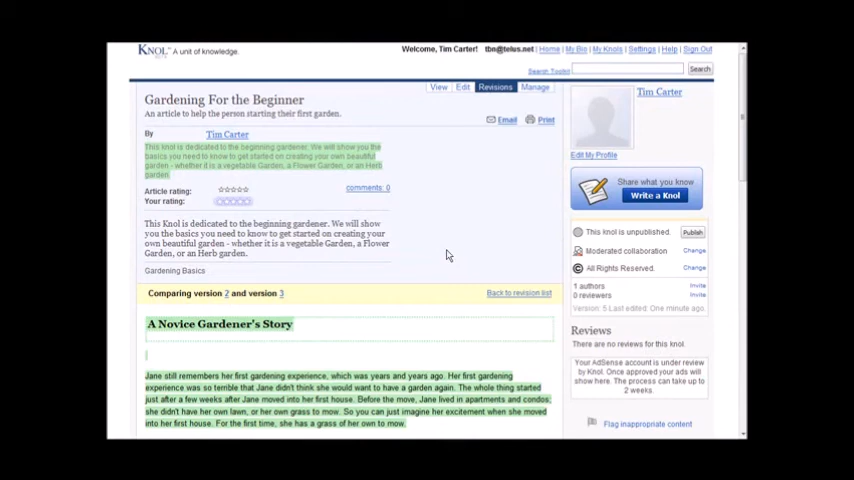 KNOL A unit of knowledge.
Welcome, Tim Carter! tbn@telus.net | Home | My Bio | My Knols | Settings | Help | Sign Out
Search Toolkit Search
View Edit Revisions Manage
Gardening For the Beginner
An article to help the person starting their first garden.
Email Print
By Tim Carter
This knol is dedicated to the beginning gardener. We will show you the
basics you need to know to get started on creating your own beautiful
garden - whether it is a vegetable Garden, a Flower Garden, or an Herb
garden.
Article rating: comments: 0
Your rating:
This Knol is dedicated to the beginning gardener. We will show
you the basics you need to know to get started on creating your
own beautiful garden - whether it is a vegetable Garden, a Flower
Garden, or an Herb garden.
Gardening Basics
Comparing version 2 and version 3 Back to revision list
A Novice Gardener's Story
Jane still remembers her first gardening experience, which was years and years ago. Her first gardening
experience was so terrible that Jane didn't think she would want to have a garden again. The whole thing started
just after a few weeks after Jane moved into her first house. Before the move, Jane lived in apartments and condos;
she didn't have her own lawn, or her own grass to mow. So you can just imagine her excitement when she moved
into her first house. For the first time, she has a grass of her own to mow.
Tim Carter
Edit My Profile
Share what you know
Write a Knol
This knol is unpublished. Publish
Moderated collaboration Change
All Rights Reserved. Change
1 authors Invite
0 reviewers Invite
Version: 5 Last edited: One minute ago.
Reviews
There are no reviews for this knol.
Your AdSense account is under review
by Knol. Once approved your ads will
show here. The process can take up to
2 weeks.
Flag inappropriate content